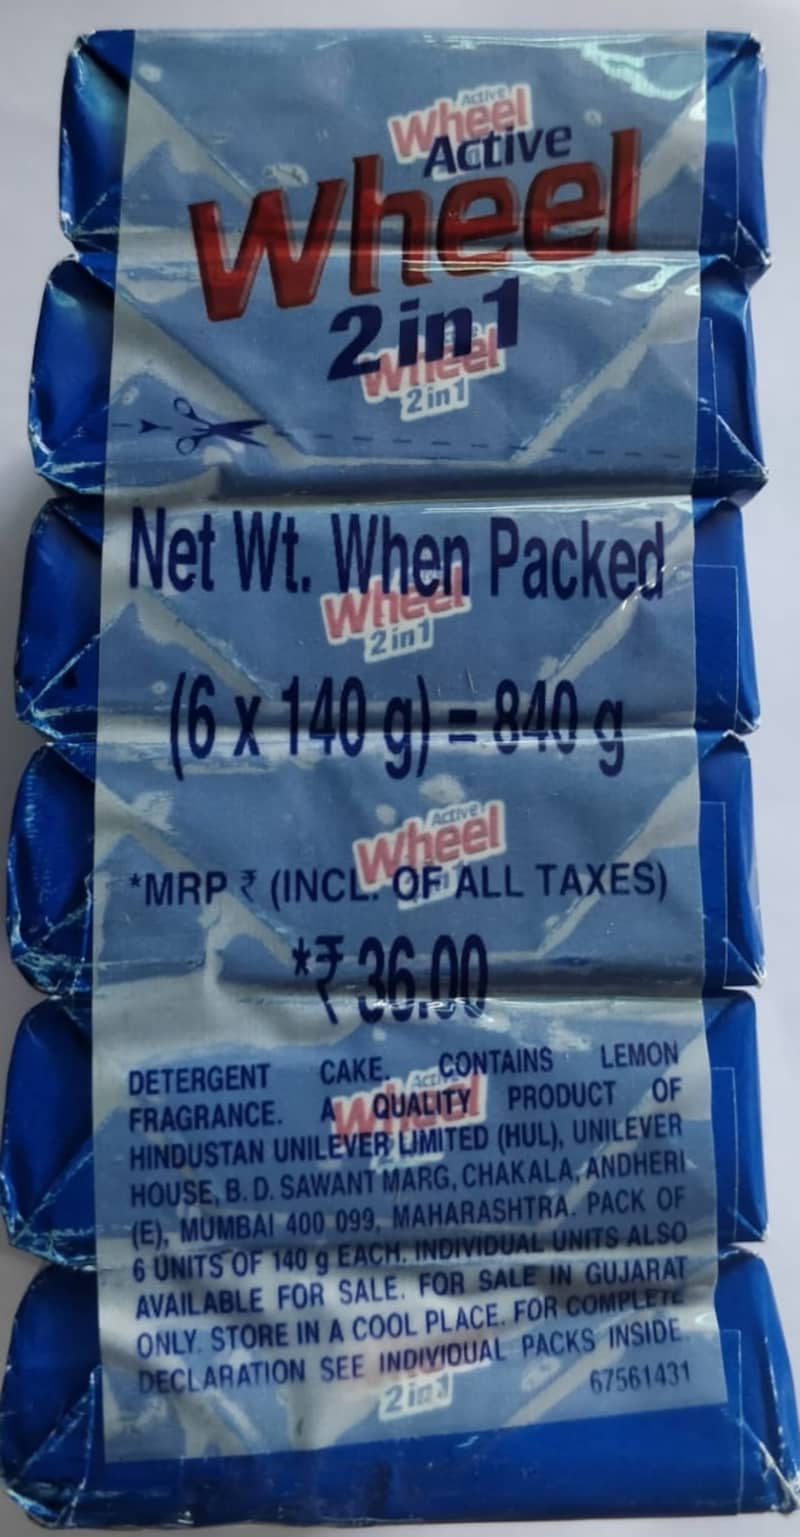 Active
Wheel
Active
Wheel
2 in 1
Wheel
2 in 1
Net Wt. When Packed
Wheel
2 in 1
(6 x 140 g) = 840 g
Active
Wheel
*MRP ₹ (INCL. OF ALL TAXES)
*₹ 36.00
DETERGENT CAKE. CONTAINS LEMON
FRAGRANCE. A QUALITY PRODUCT OF
HINDUSTAN UNILEVER LIMITED (HUL), UNILEVER
HOUSE, B. D. SAWANT MARG, CHAKALA, ANDHERI
(E), MUMBAI 400 099, MAHARASHTRA. PACK OF
6 UNITS OF 140 g EACH. INDIVIDUAL UNITS ALSO
AVAILABLE FOR SALE. FOR SALE IN GUJARAT
ONLY. STORE IN A COOL PLACE. FOR COMPLETE
DECLARATION SEE INDIVIDUAL PACKS INSIDE.
67561431
Wheel
2 in 1